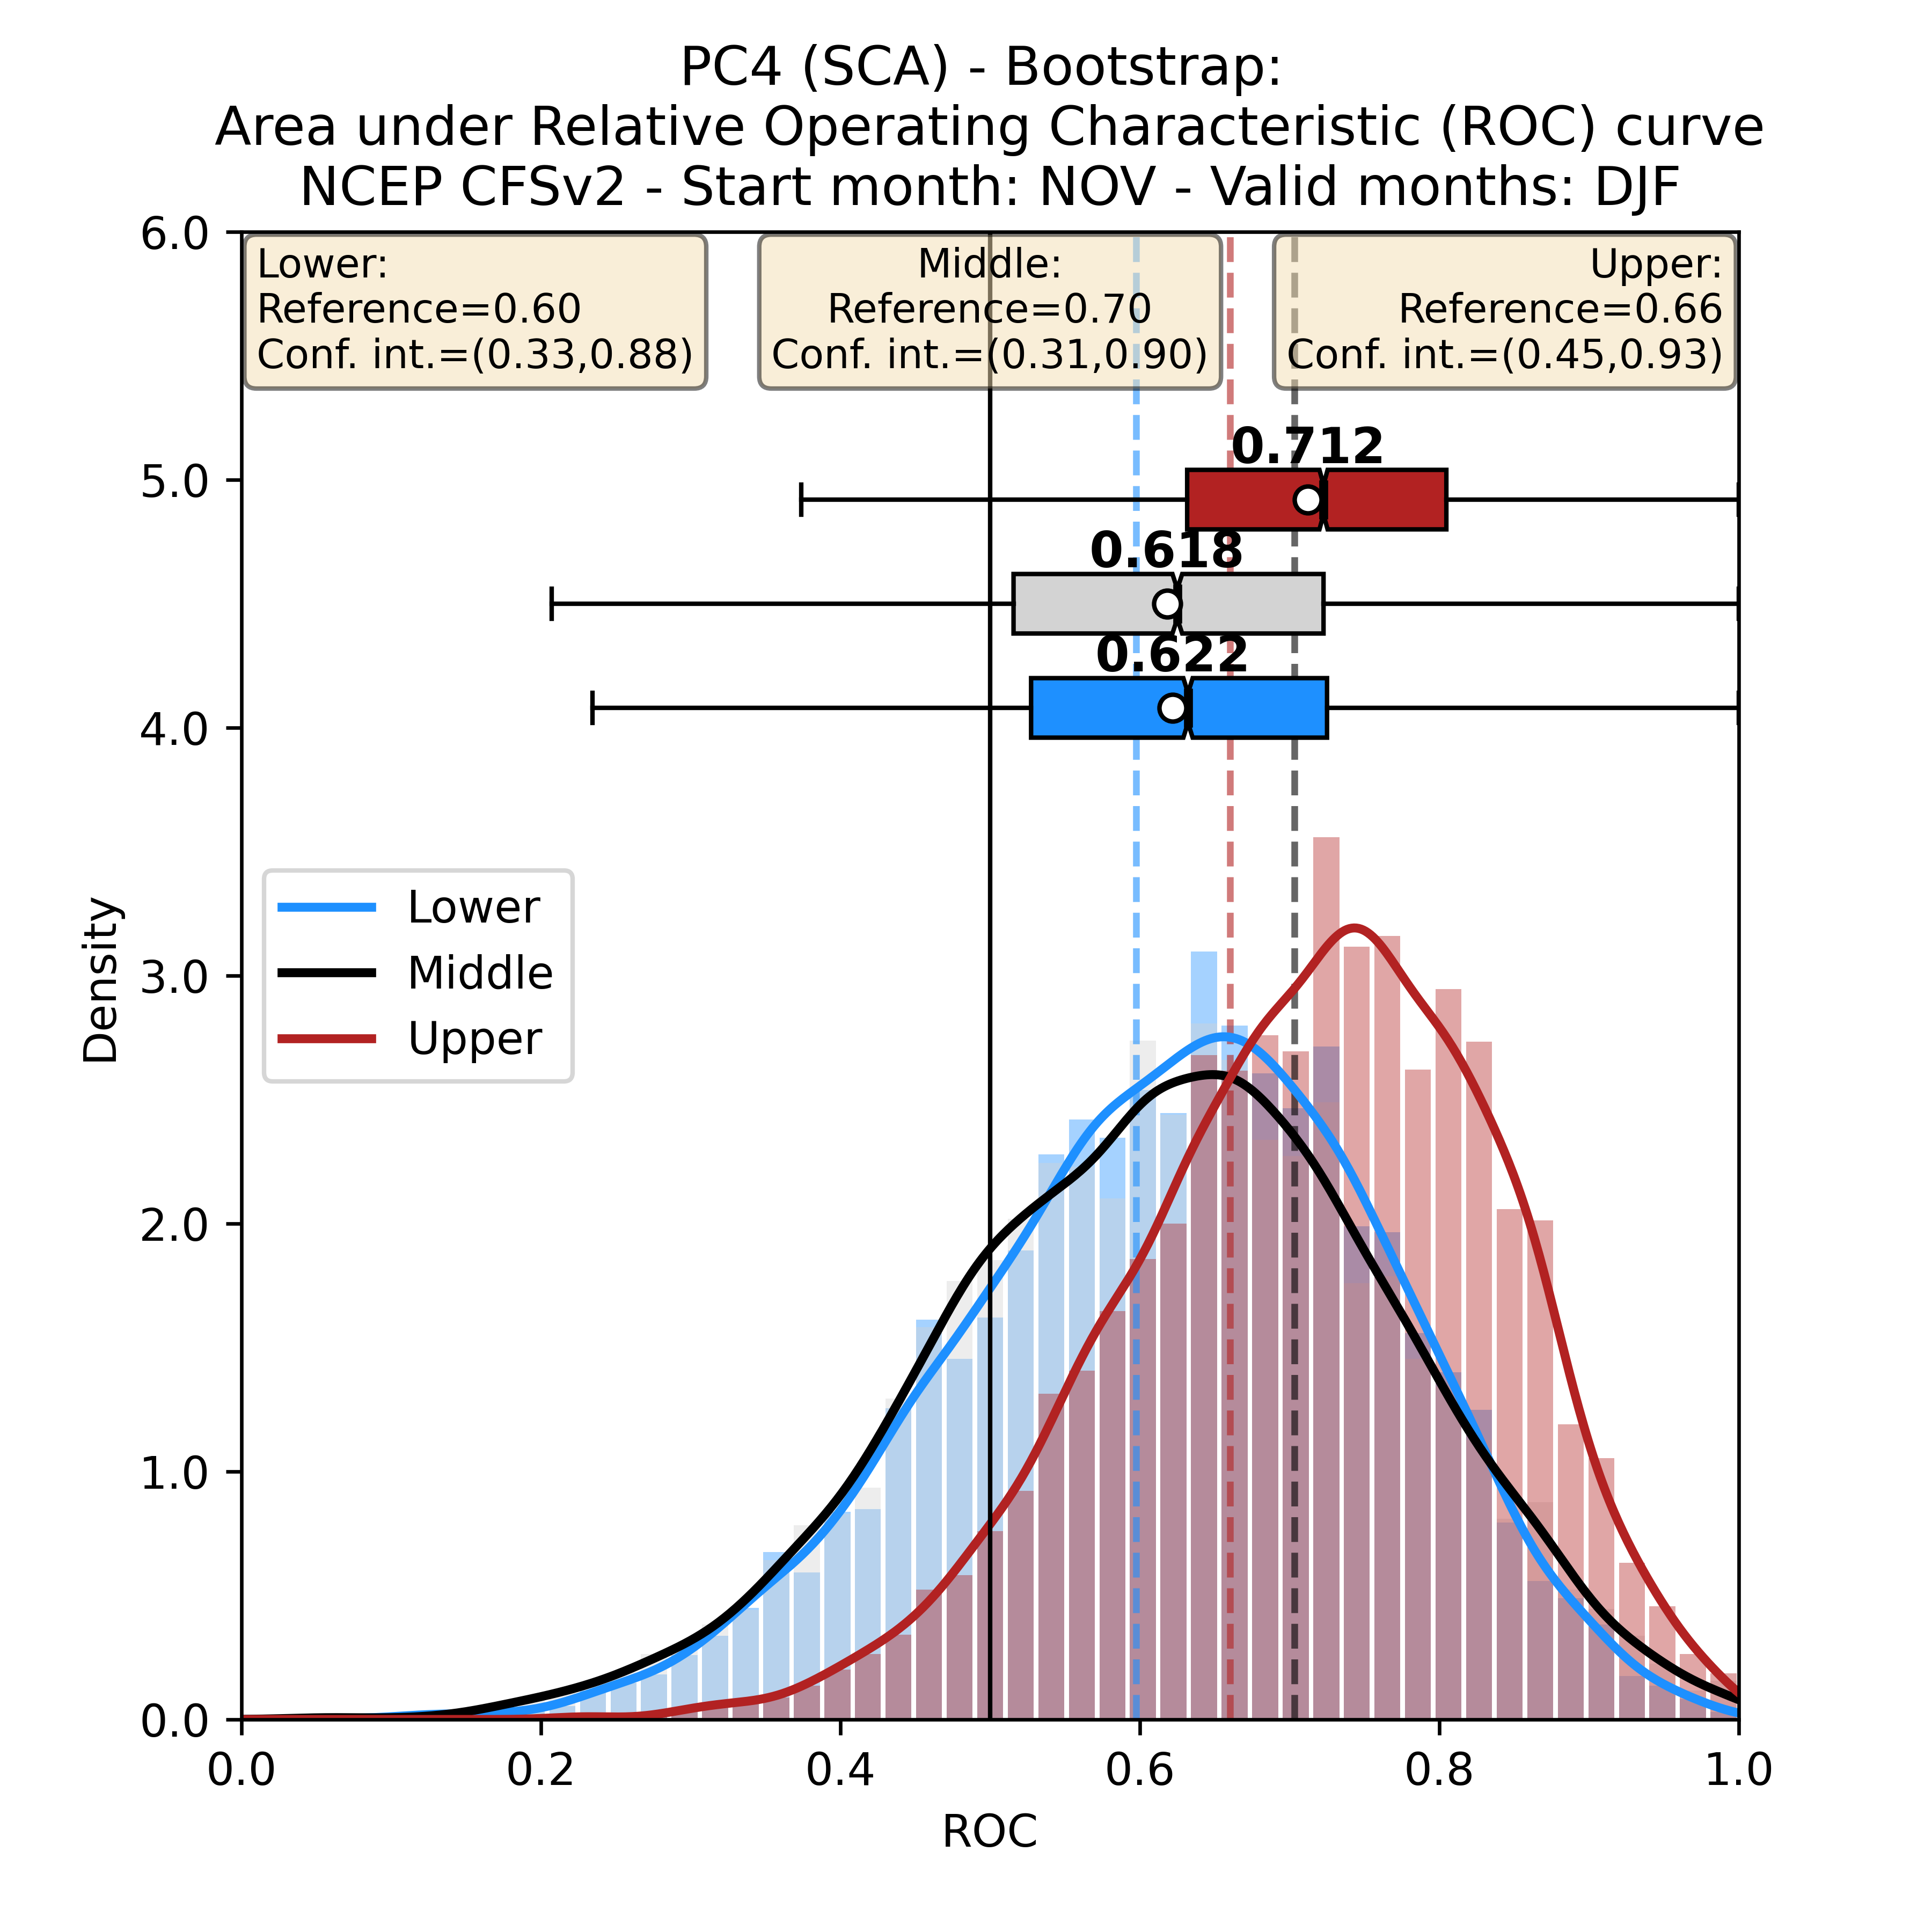 PC4 (SCA) - Bootstrap:
Area under Relative Operating Characteristic (ROC) curve
NCEP CFSv2 - Start month: NOV - Valid months: DJF
6.0
Lower:
Reference=0.60
Conf. int.=(0.33,0.88)
Middle:
Reference=0.70
Conf. int.=(0.31,0.90)
Upper:
Reference=0.66
Conf. int.=(0.45,0.93)
0.712
5.0
0.618
0.622
4.0
Lower
Middle
Upper
Density
3.0
2.0
1.0
0.0
0.0
0.2
0.4
0.6
0.8
1.0
ROC